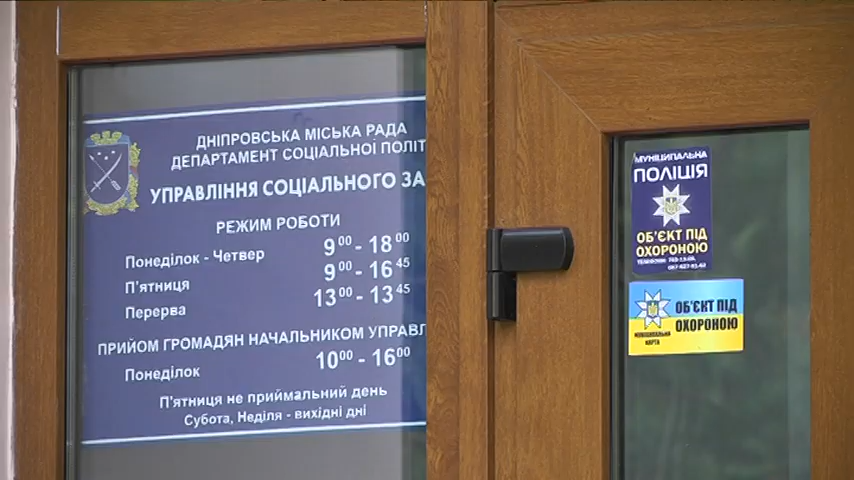 ДНІПРОВСЬКА МІСЬКА РАДА
ДЕПАРТАМЕНТ СОЦІАЛЬНОЇ ПОЛІТ
УПРАВЛІННЯ СОЦІАЛЬНОГО ЗА
РЕЖИМ РОБОТИ
Понеділок - Четвер 9⁰⁰ - 18⁰⁰
П'ятниця 9⁰⁰ - 16⁴⁵
Перерва 13⁰⁰ - 13⁴⁵
ПРИЙОМ ГРОМАДЯН НАЧАЛЬНИКОМ УПРАВЛ
Понеділок 10⁰⁰ - 16⁰⁰
П'ятниця не приймальний день
Субота, Неділя - вихідні дні
МУНІЦИПАЛЬНА
ПОЛІЦІЯ
ОБ'ЄКТ ПІД
ОХОРОНОЮ
ОБ'ЄКТ ПІД
ОХОРОНОЮ
МУНІЦИПАЛЬНА
ВАРТА